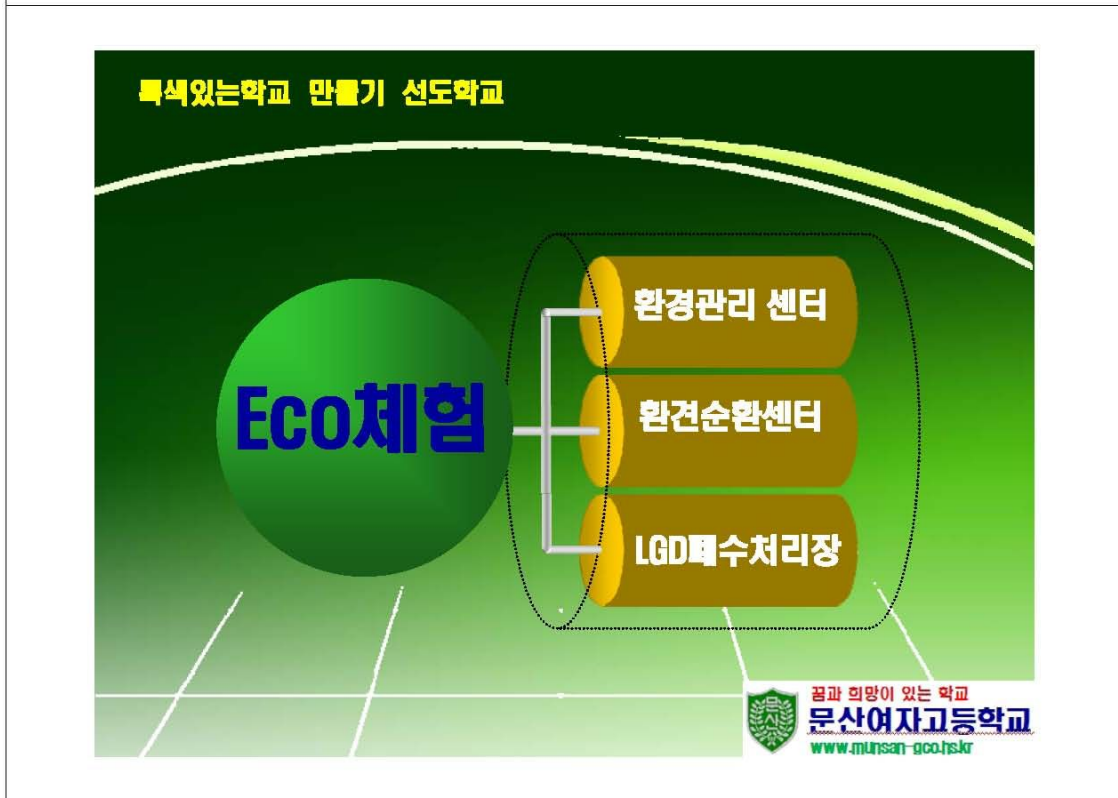 특색있는학교 만들기 선도학교
Eco체험
환경관리 센터
환견순환센터
LGD폐수처리장
꿈과 희망이 있는 학교
문산여자고등학교
www.munsan-gco.hs.kr